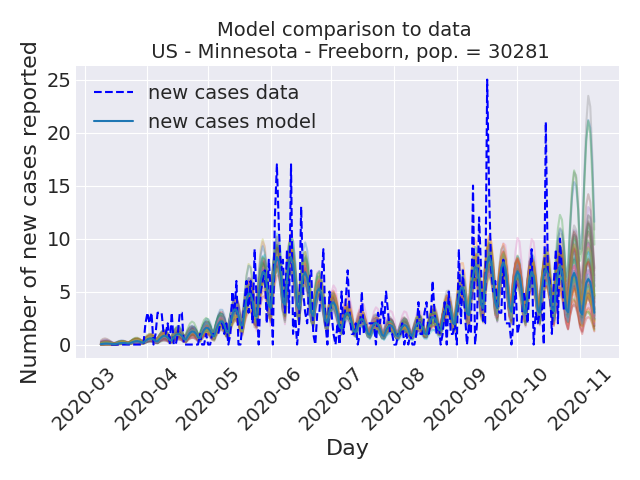 Model comparison to data
US - Minnesota - Freeborn, pop. = 30281
Number of new cases reported
25
20
15
10
5
0
new cases data
new cases model
2020-03
2020-04
2020-05
2020-06
2020-07
2020-08
2020-09
2020-10
2020-11
Day